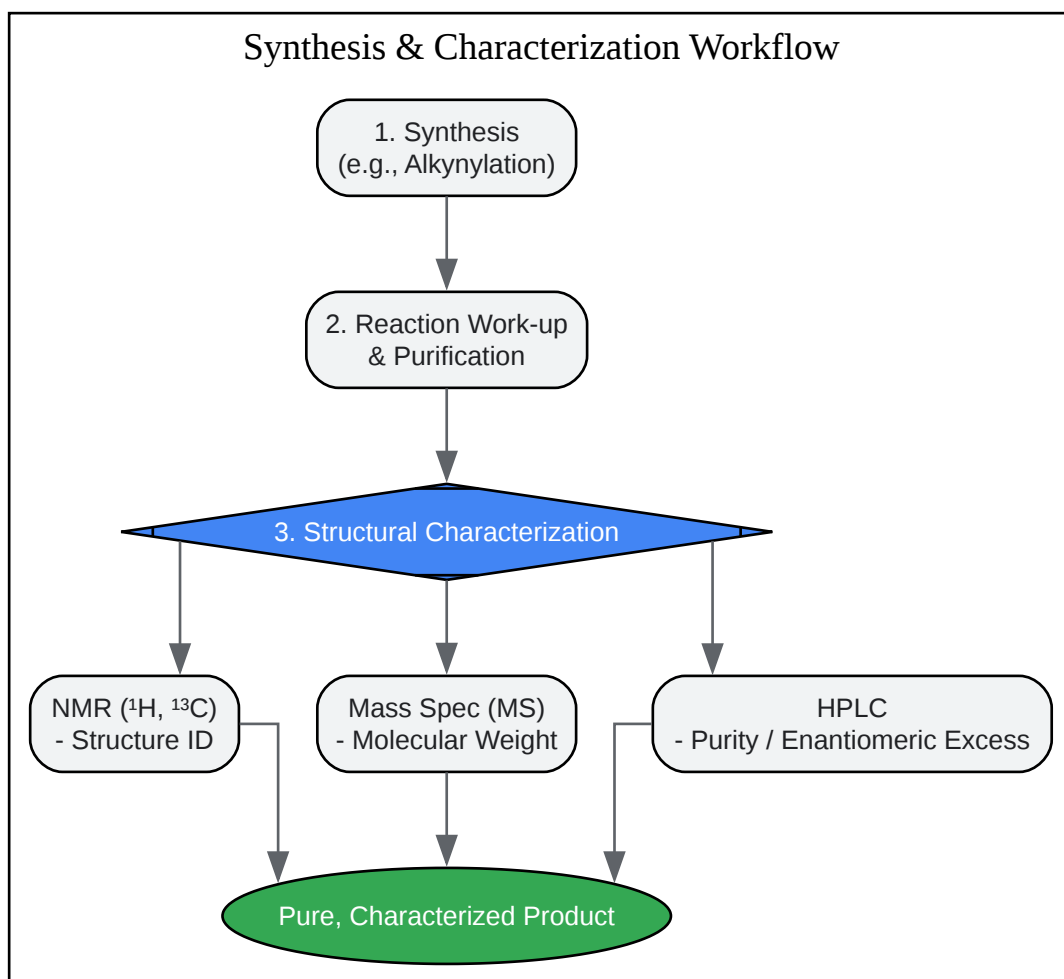 Synthesis & Characterization Workflow
1. Synthesis
(e.g., Alkynylation)
2. Reaction Work-up
& Purification
3. Structural Characterization
NMR (¹H, ¹³C)
- Structure ID
Mass Spec (MS)
- Molecular Weight
HPLC
- Purity / Enantiomeric Excess
Pure, Characterized Product